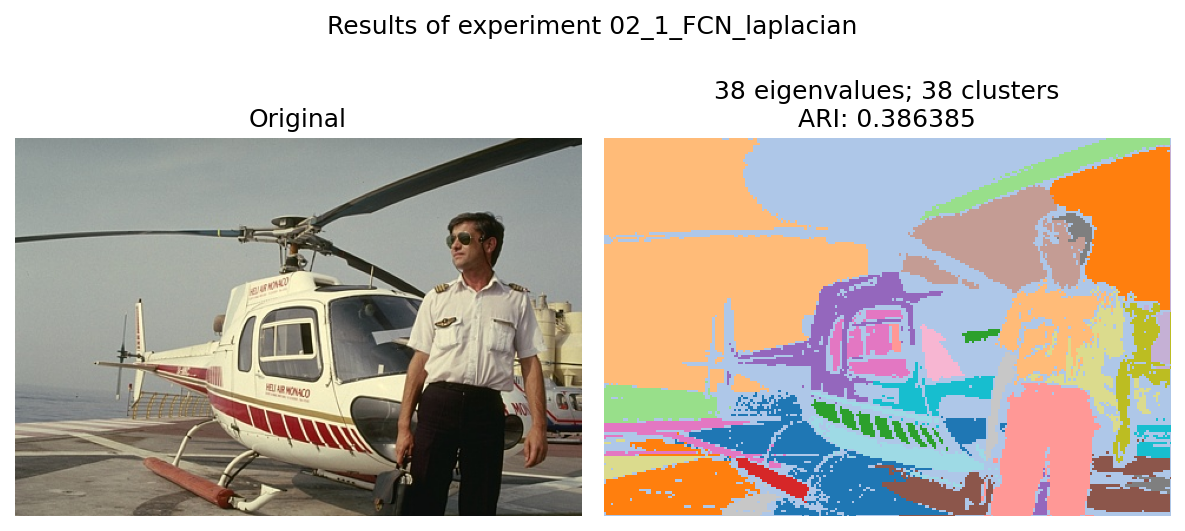 Results of experiment 02_1_FCN_laplacian
Original
38 eigenvalues; 38 clusters
ARI: 0.386385
HELI AIR MONACO
HELI AIR MONACO